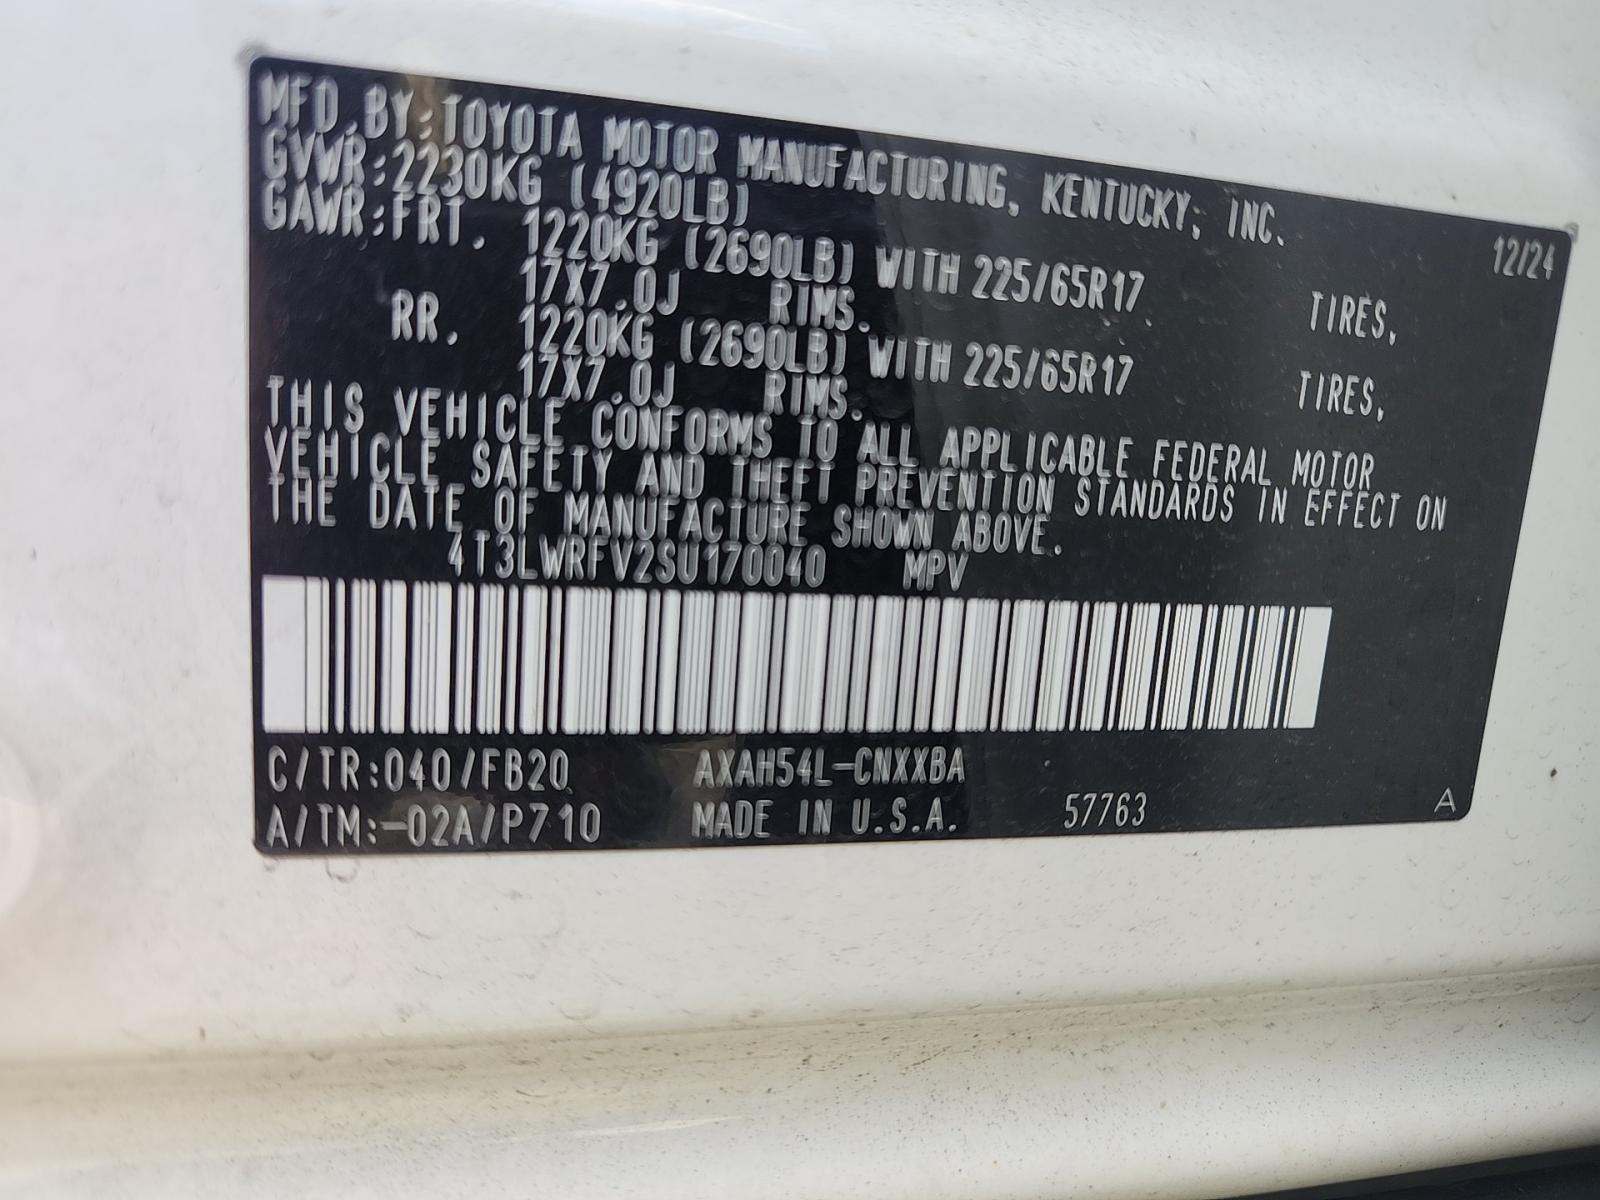 MFD.BY:TOYOTA MOTOR MANUFACTURING, KENTUCKY, INC.
12/24
GVWR:2230KG (4920LB)
GAWR:FRT. 1220KG (2690LB) WITH 225/65R17 TIRES,
17X7.0J RIMS.
RR. 1220KG (2690LB) WITH 225/65R17 TIRES,
17X7.0J RIMS.
THIS VEHICLE CONFORMS TO ALL APPLICABLE FEDERAL MOTOR
VEHICLE SAFETY AND THEFT PREVENTION STANDARDS IN EFFECT ON
THE DATE OF MANUFACTURE SHOWN ABOVE.
4T3LWRFV2SU170040 MPV
C/TR:040/FB20 AXAH54L-CNXXBA
A/TM:-02A/P710 MADE IN U.S.A. 57763 A